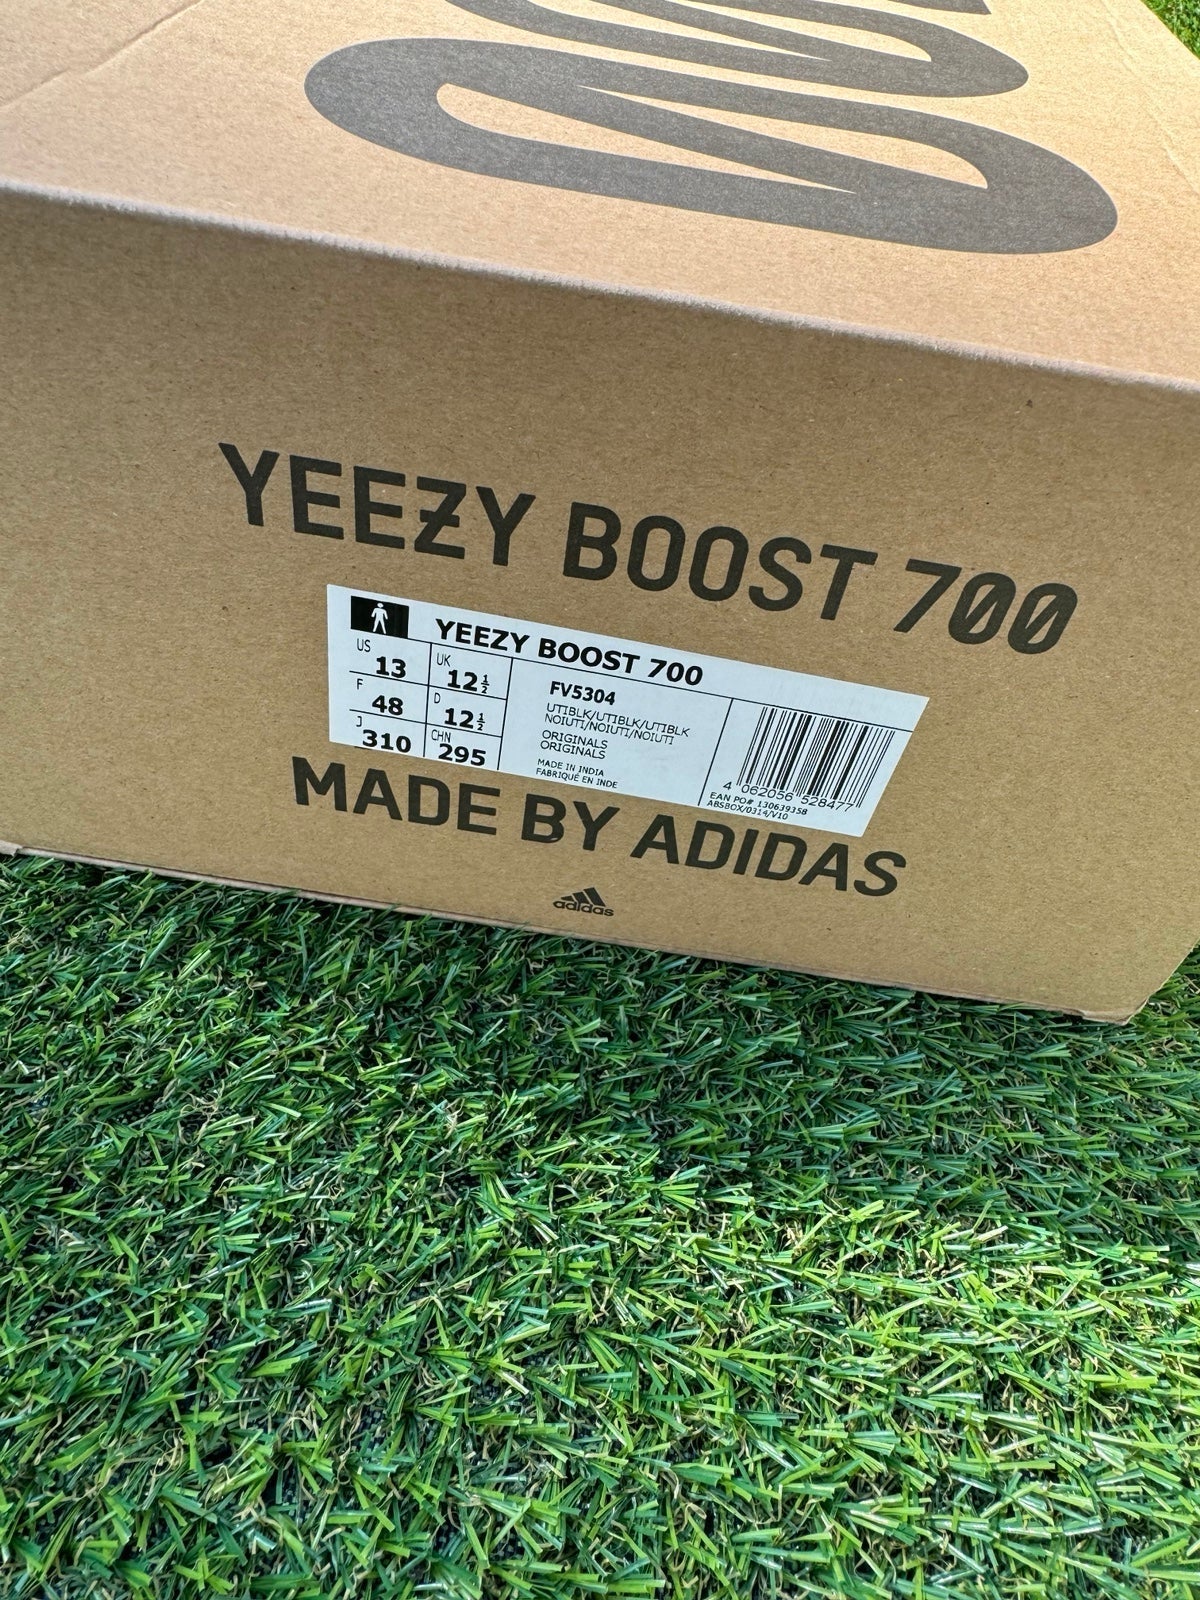 YEEZY BOOST 700
YEEZY BOOST 700
US 13 UK 12½
F 48 D 12½
J 310 CHN 295
FV5304
UTIBLK/UTIBLK/UTIBLK
NOIUTI/NOIUTI/NOIUTI
ORIGINALS
ORIGINALS
MADE IN INDIA
FABRIQUÉ EN INDE
4 062056 528477
EAN PO# 130639358
ABSBOX/0314/V10
MADE BY ADIDAS
adidas